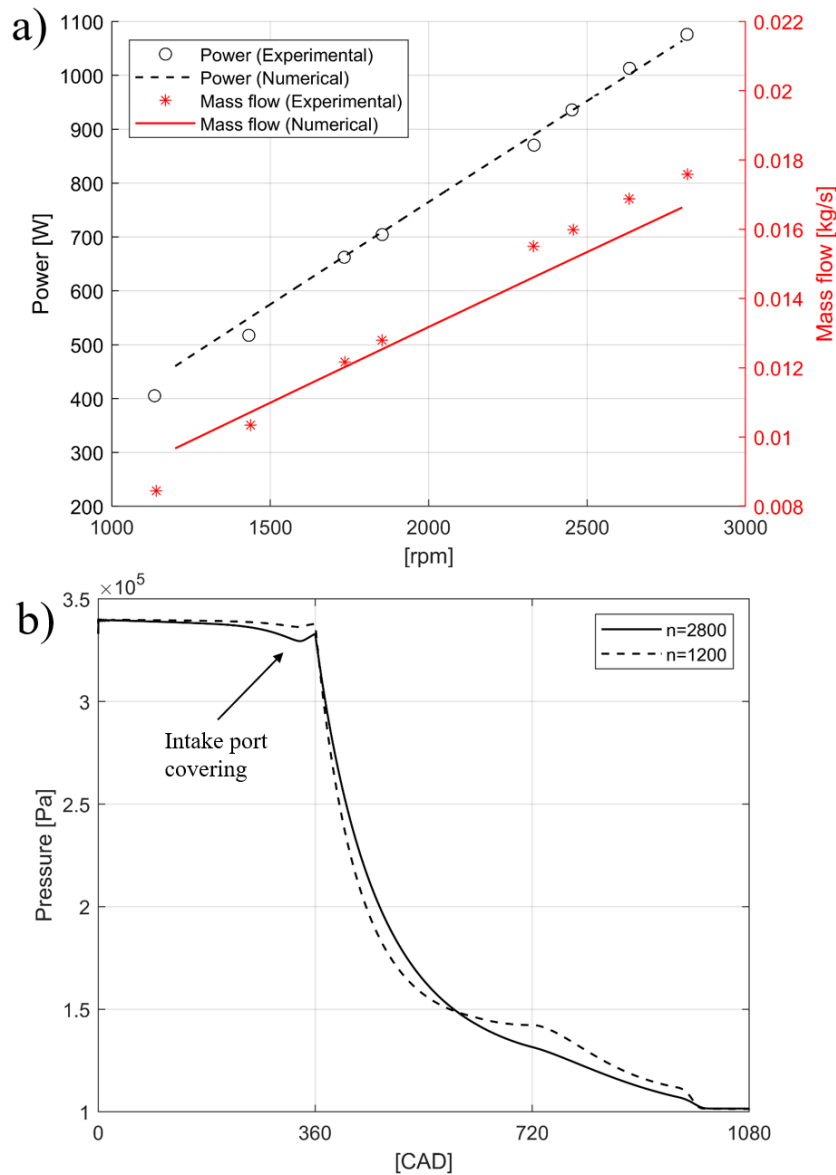 a)
1100
1000
900
800
700
600
500
400
300
200
Power [W]
Power (Experimental)
Power (Numerical)
Mass flow (Experimental)
Mass flow (Numerical)
0.022
0.02
0.018
0.016
0.014
0.012
0.01
0.008
Mass flow [kg/s]
1000 1500 2000 2500 3000
[rpm]
b)
×10⁵
3.5
3
2.5
2
1.5
1
Pressure [Pa]
n=2800
n=1200
Intake port
covering
0 360 720 1080
[CAD]